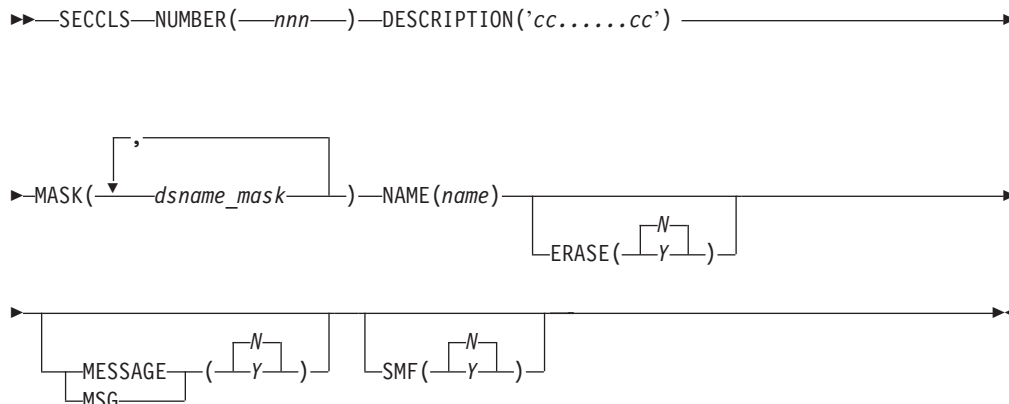 SECCLS NUMBER( nnn ) DESCRIPTION('cc......cc')
,
MASK( dsname_mask ) NAME(name)
N
ERASE( Y )
N N
MESSAGE ( Y ) SMF( Y )
MSG